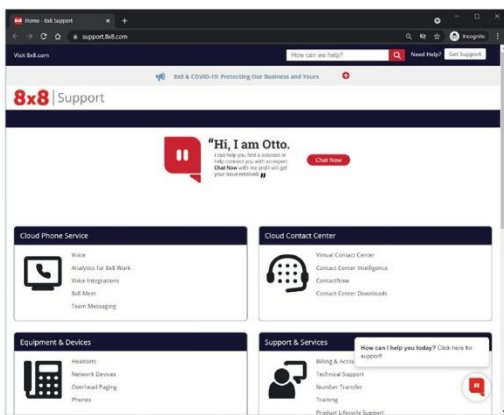 Home - 8x8 Support
support.8x8.com
Incognito
Visit 8x8.com
How can we help?
Need Help?
Get Support
8x8 & COVID-19: Protecting Our Business and Yours
8x8 Support
"Hi, I am Otto.
I can help you find a solution or
help connect you with an expert.
Chat Now with me and I will get
your issue resolved."
Chat Now
Cloud Phone Service
Voice
Analytics for 8x8 Work
Voice Integrations
8x8 Meet
Team Messaging
Cloud Contact Center
Virtual Contact Center
Contact Center Intelligence
ContactNow
Contact Center Downloads
Equipment & Devices
Headsets
Network Devices
Overhead Paging
Phones
Support & Services
Billing & Accou
Technical Support
Number Transfer
Training
Product Lifecycle Support
How can I help you today? Click here for
support!